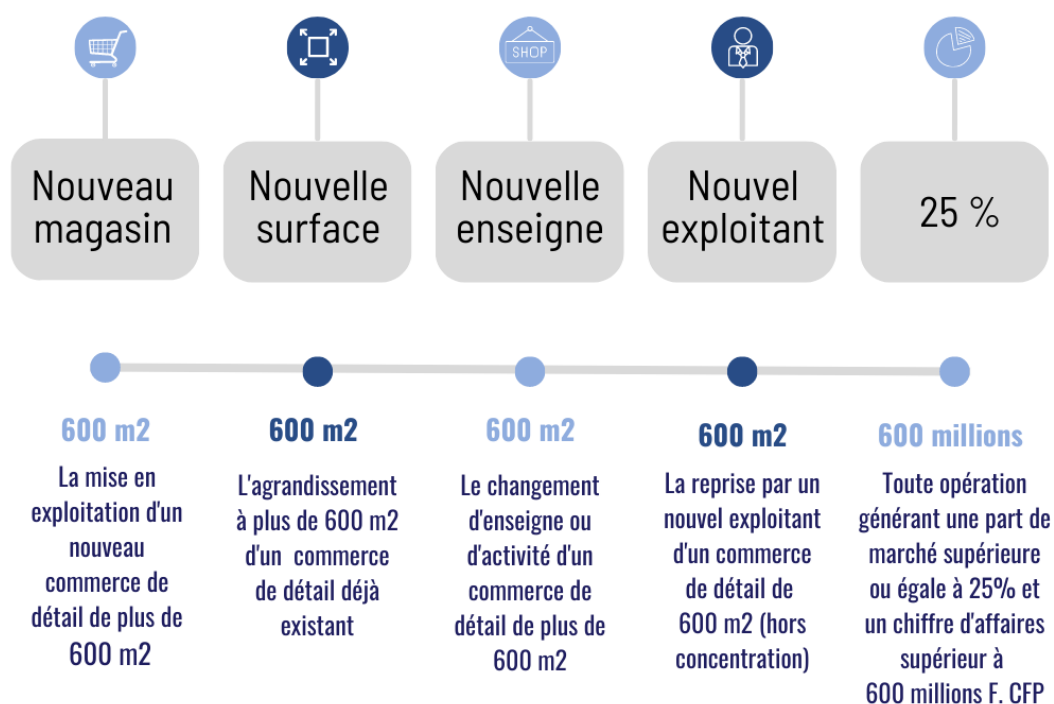 SHOP
Nouveau
magasin
Nouvelle
surface
Nouvelle
enseigne
Nouvel
exploitant
25 %
600 m2
La mise en
exploitation d'un
nouveau
commerce de
détail de plus de
600 m2
600 m2
L'agrandissement
à plus de 600 m2
d'un commerce
de détail déjà
existant
600 m2
Le changement
d'enseigne ou
d'activité d'un
commerce de
détail de plus de
600 m2
600 m2
La reprise par un
nouvel exploitant
d'un commerce
de détail de
600 m2 (hors
concentration)
600 millions
Toute opération
générant une part de
marché supérieure
ou égale à 25% et
un chiffre d'affaires
supérieur à
600 millions F. CFP